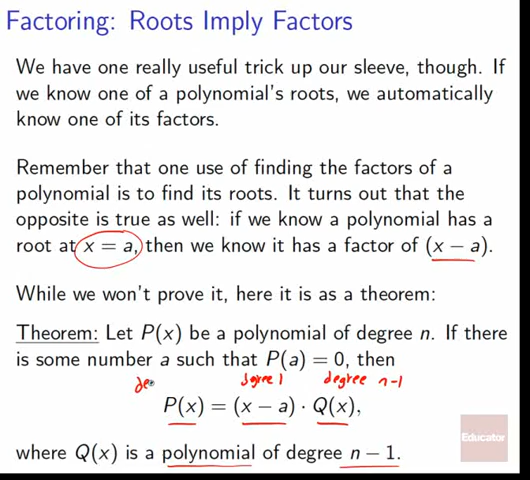 Factoring: Roots Imply Factors
We have one really useful trick up our sleeve, though. If
we know one of a polynomial's roots, we automatically
know one of its factors.
Remember that one use of finding the factors of a
polynomial is to find its roots. It turns out that the
opposite is true as well: if we know a polynomial has a
root at x = a, then we know it has a factor of (x − a).
While we won't prove it, here it is as a theorem:
Theorem: Let P(x) be a polynomial of degree n. If there
is some number a such that P(a) = 0, then
de degree 1 degree n-1
P(x) = (x − a) · Q(x),
where Q(x) is a polynomial of degree n − 1.
Educator